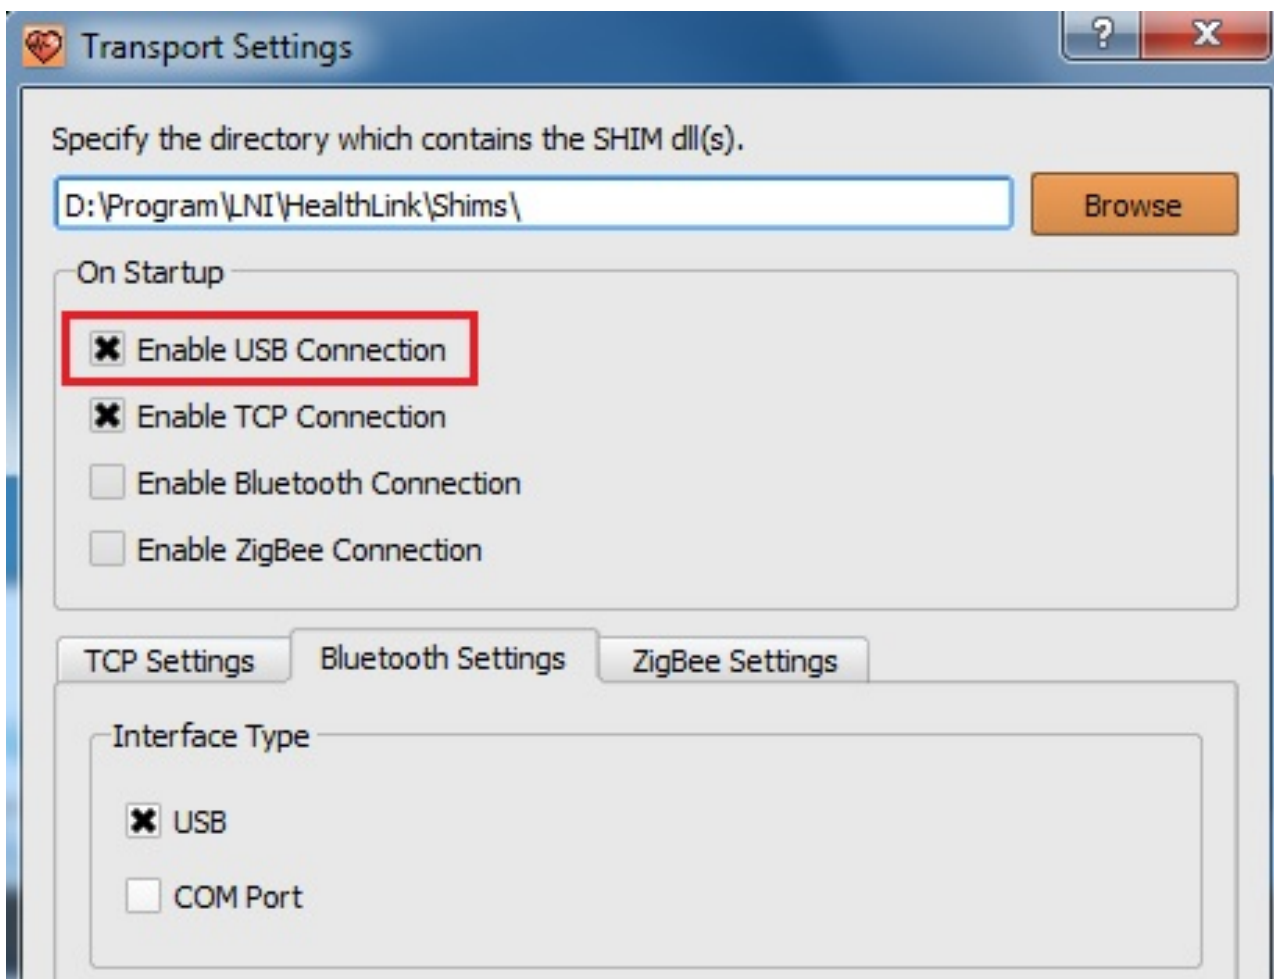 Transport Settings
?
X
Specify the directory which contains the SHIM dll(s).
D:\Program\LNI\HealthLink\Shims\
Browse
On Startup
Enable USB Connection
Enable TCP Connection
Enable Bluetooth Connection
Enable ZigBee Connection
TCP Settings
Bluetooth Settings
ZigBee Settings
Interface Type
USB
COM Port